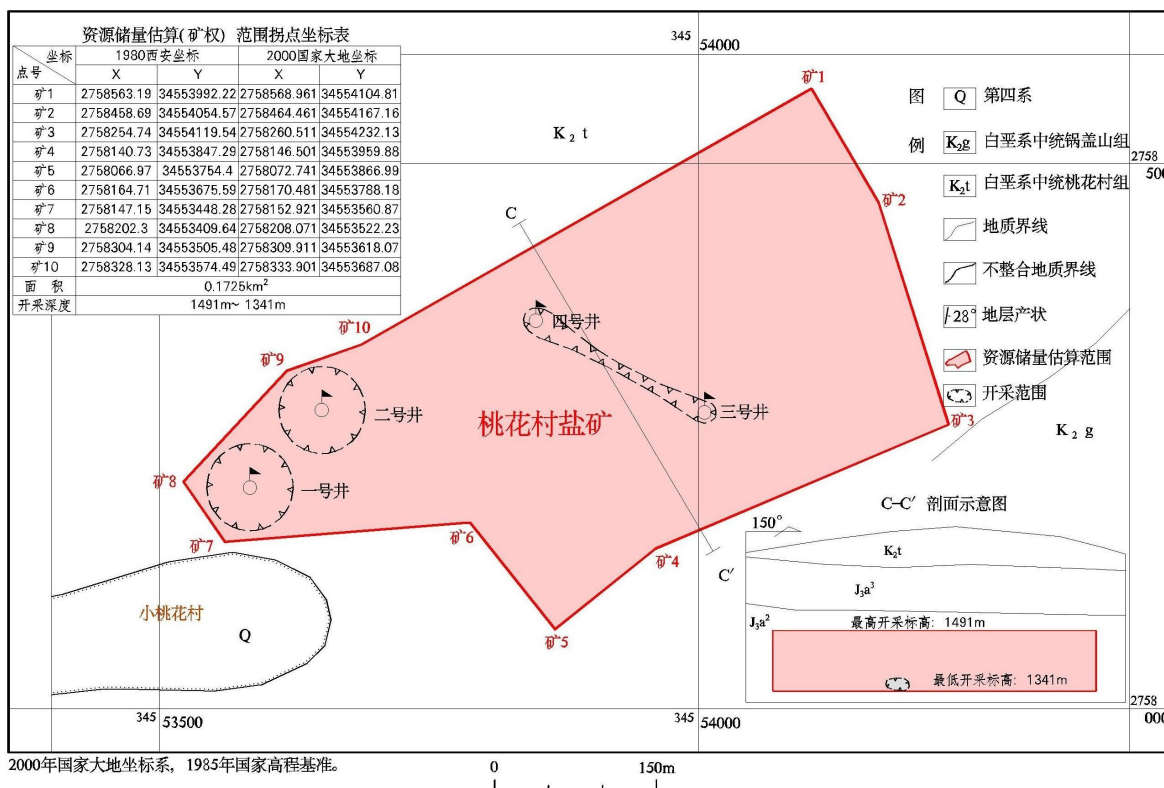 资源储量估算(矿权) 范围拐点坐标表
坐标 1980西安坐标 2000国家大地坐标
点号 X Y X Y
矿1 2758563.19 34553992.22 2758568.961 34554104.81
矿2 2758458.69 34554054.57 2758464.461 34554167.16
矿3 2758254.74 34554119.54 2758260.511 34554232.13
矿4 2758140.73 34553847.29 2758146.501 34553959.88
矿5 2758066.97 34553754.4 2758072.741 34553866.99
矿6 2758164.71 34553675.59 2758170.481 34553788.18
矿7 2758147.15 34553448.28 2758152.921 34553560.87
矿8 2758202.3 34553409.64 2758208.071 34553522.23
矿9 2758304.14 34553505.48 2758309.911 34553618.07
矿10 2758328.13 34553574.49 2758333.901 34553687.08
面 积 0.1725km²
开采深度 1491m~ 1341m
345 54000
矿1
K₂t
图例
Q 第四系
K₂g 白垩系中统锅盖山组
K₂t 白垩系中统桃花村组
地质界线
不整合地质界线
28° 地层产状
资源储量估算范围
开采范围
2758
500
矿2
C
矿10
四号井
矿9
二号井
桃花村盐矿
三号井
矿3
K₂g
矿8
一号井
矿7
矿6
矿4
C′
矿5
小桃花村
Q
C-C′ 剖面示意图
150°
K₂t
J₃a³
J₃a²
最高开采标高: 1491m
最低开采标高: 1341m
2758
345 53500
345 54000
000
2000年国家大地坐标系, 1985年国家高程基准。
0 150m